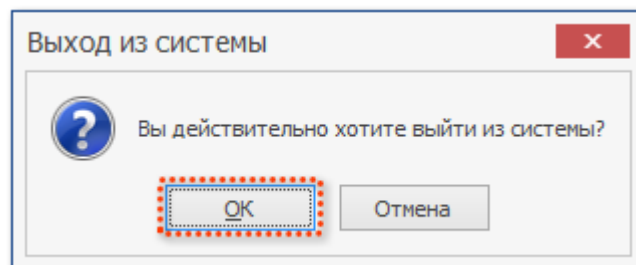 Выход из системы
Вы действительно хотите выйти из системы?
OK Отмена